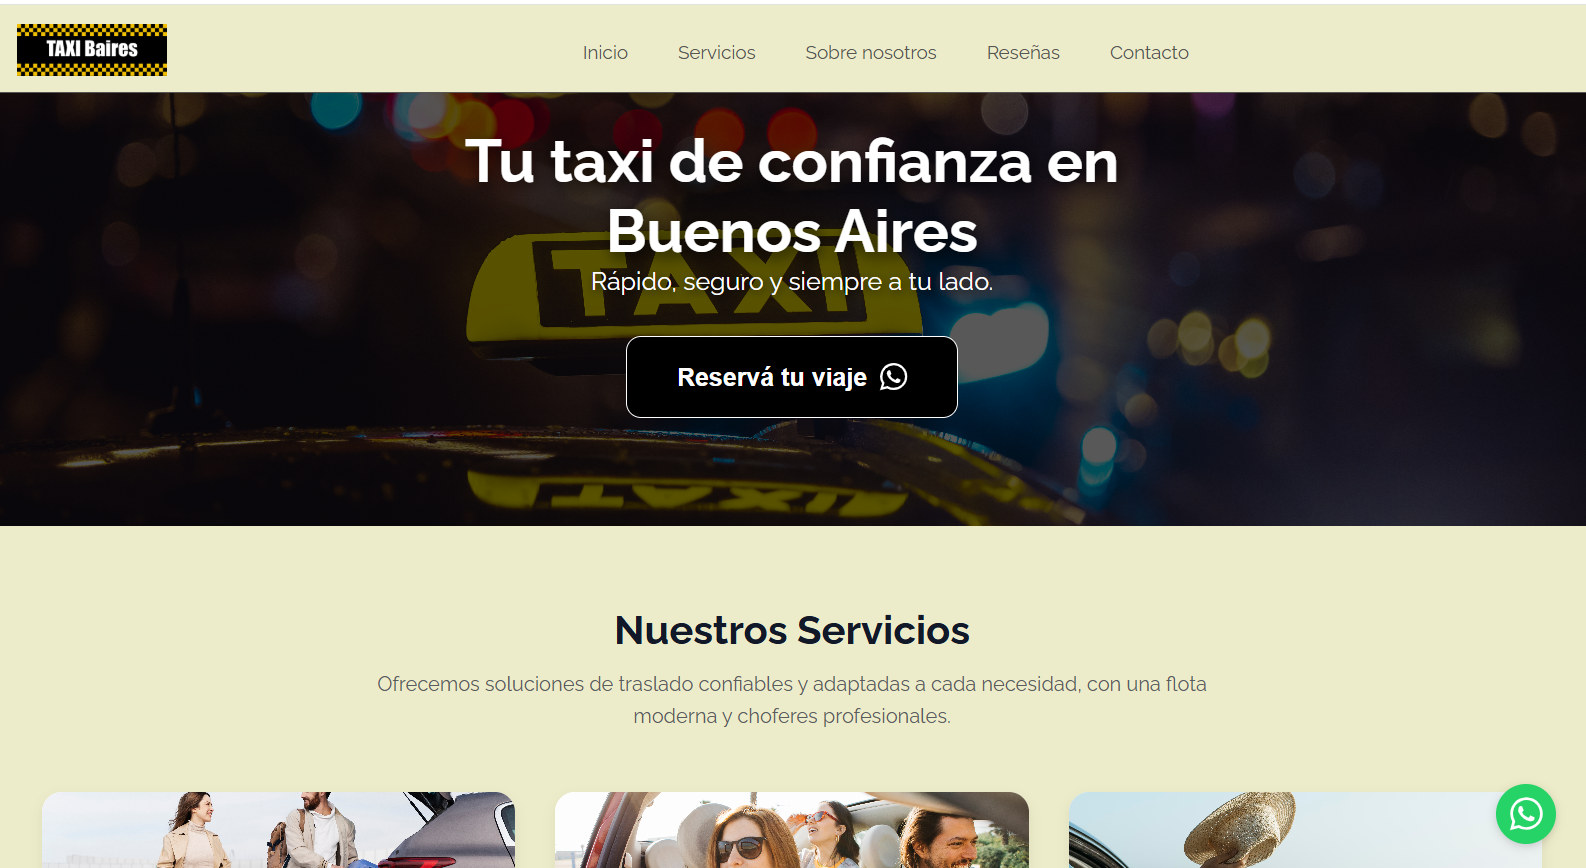 TAXI Baires
Inicio
Servicios
Sobre nosotros
Reseñas
Contacto
Tu taxi de confianza en
Buenos Aires
TAXI
Rápido, seguro y siempre a tu lado.
Reservá tu viaje
Nuestros Servicios
Ofrecemos soluciones de traslado confiables y adaptadas a cada necesidad, con una flota
moderna y choferes profesionales.